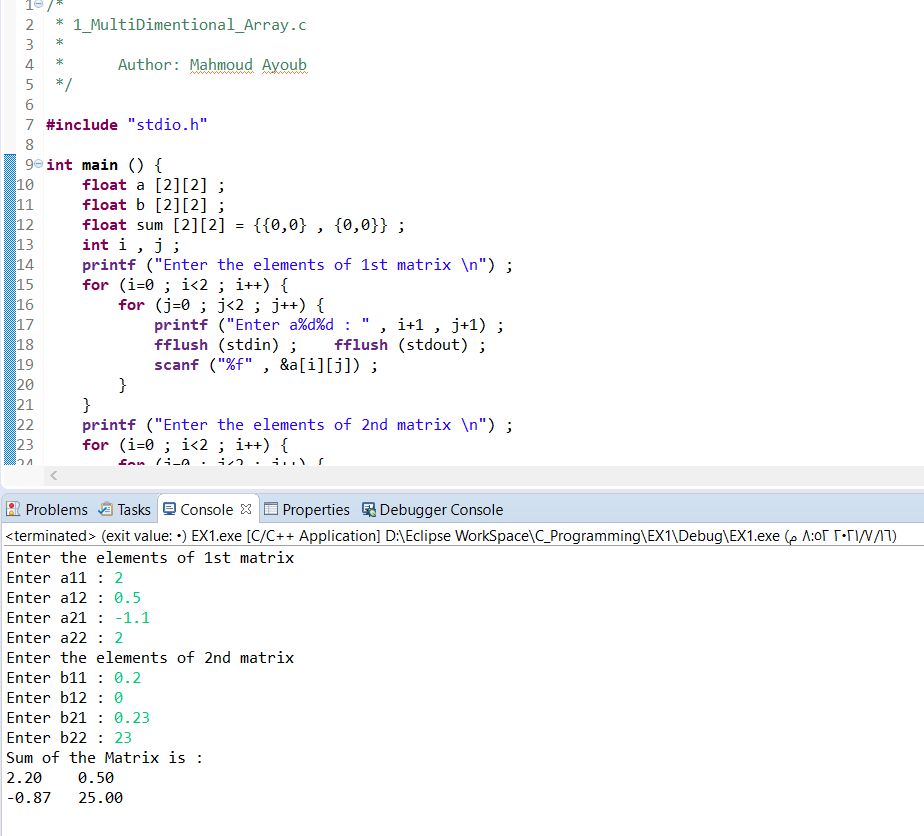 1 /*
2 * 1_MultiDimentional_Array.c
3 *
4 *      Author: Mahmoud Ayoub
5 */
6
7 #include "stdio.h"
8
9 int main () {
10     float a [2][2] ;
11     float b [2][2] ;
12     float sum [2][2] = {{0,0} , {0,0}} ;
13     int i , j ;
14     printf ("Enter the elements of 1st matrix \n") ;
15     for (i=0 ; i<2 ; i++) {
16         for (j=0 ; j<2 ; j++) {
17             printf ("Enter a%d%d : " , i+1 , j+1) ;
18             fflush (stdin) ;    fflush (stdout) ;
19             scanf ("%f" , &a[i][j]) ;
20         }
21     }
22     printf ("Enter the elements of 2nd matrix \n") ;
23     for (i=0 ; i<2 ; i++) {
24         for (j=0 ; j<2 ; j++) {
Problems Tasks Console Properties Debugger Console
<terminated> (exit value: ٠) EX1.exe [C/C++ Application] D:\Eclipse WorkSpace\C_Programming\EX1\Debug\EX1.exe (٢٠٢١/٧/١٦ ٨:٥٢ م)
Enter the elements of 1st matrix
Enter a11 : 2
Enter a12 : 0.5
Enter a21 : -1.1
Enter a22 : 2
Enter the elements of 2nd matrix
Enter b11 : 0.2
Enter b12 : 0
Enter b21 : 0.23
Enter b22 : 23
Sum of the Matrix is :
2.20    0.50
-0.87   25.00